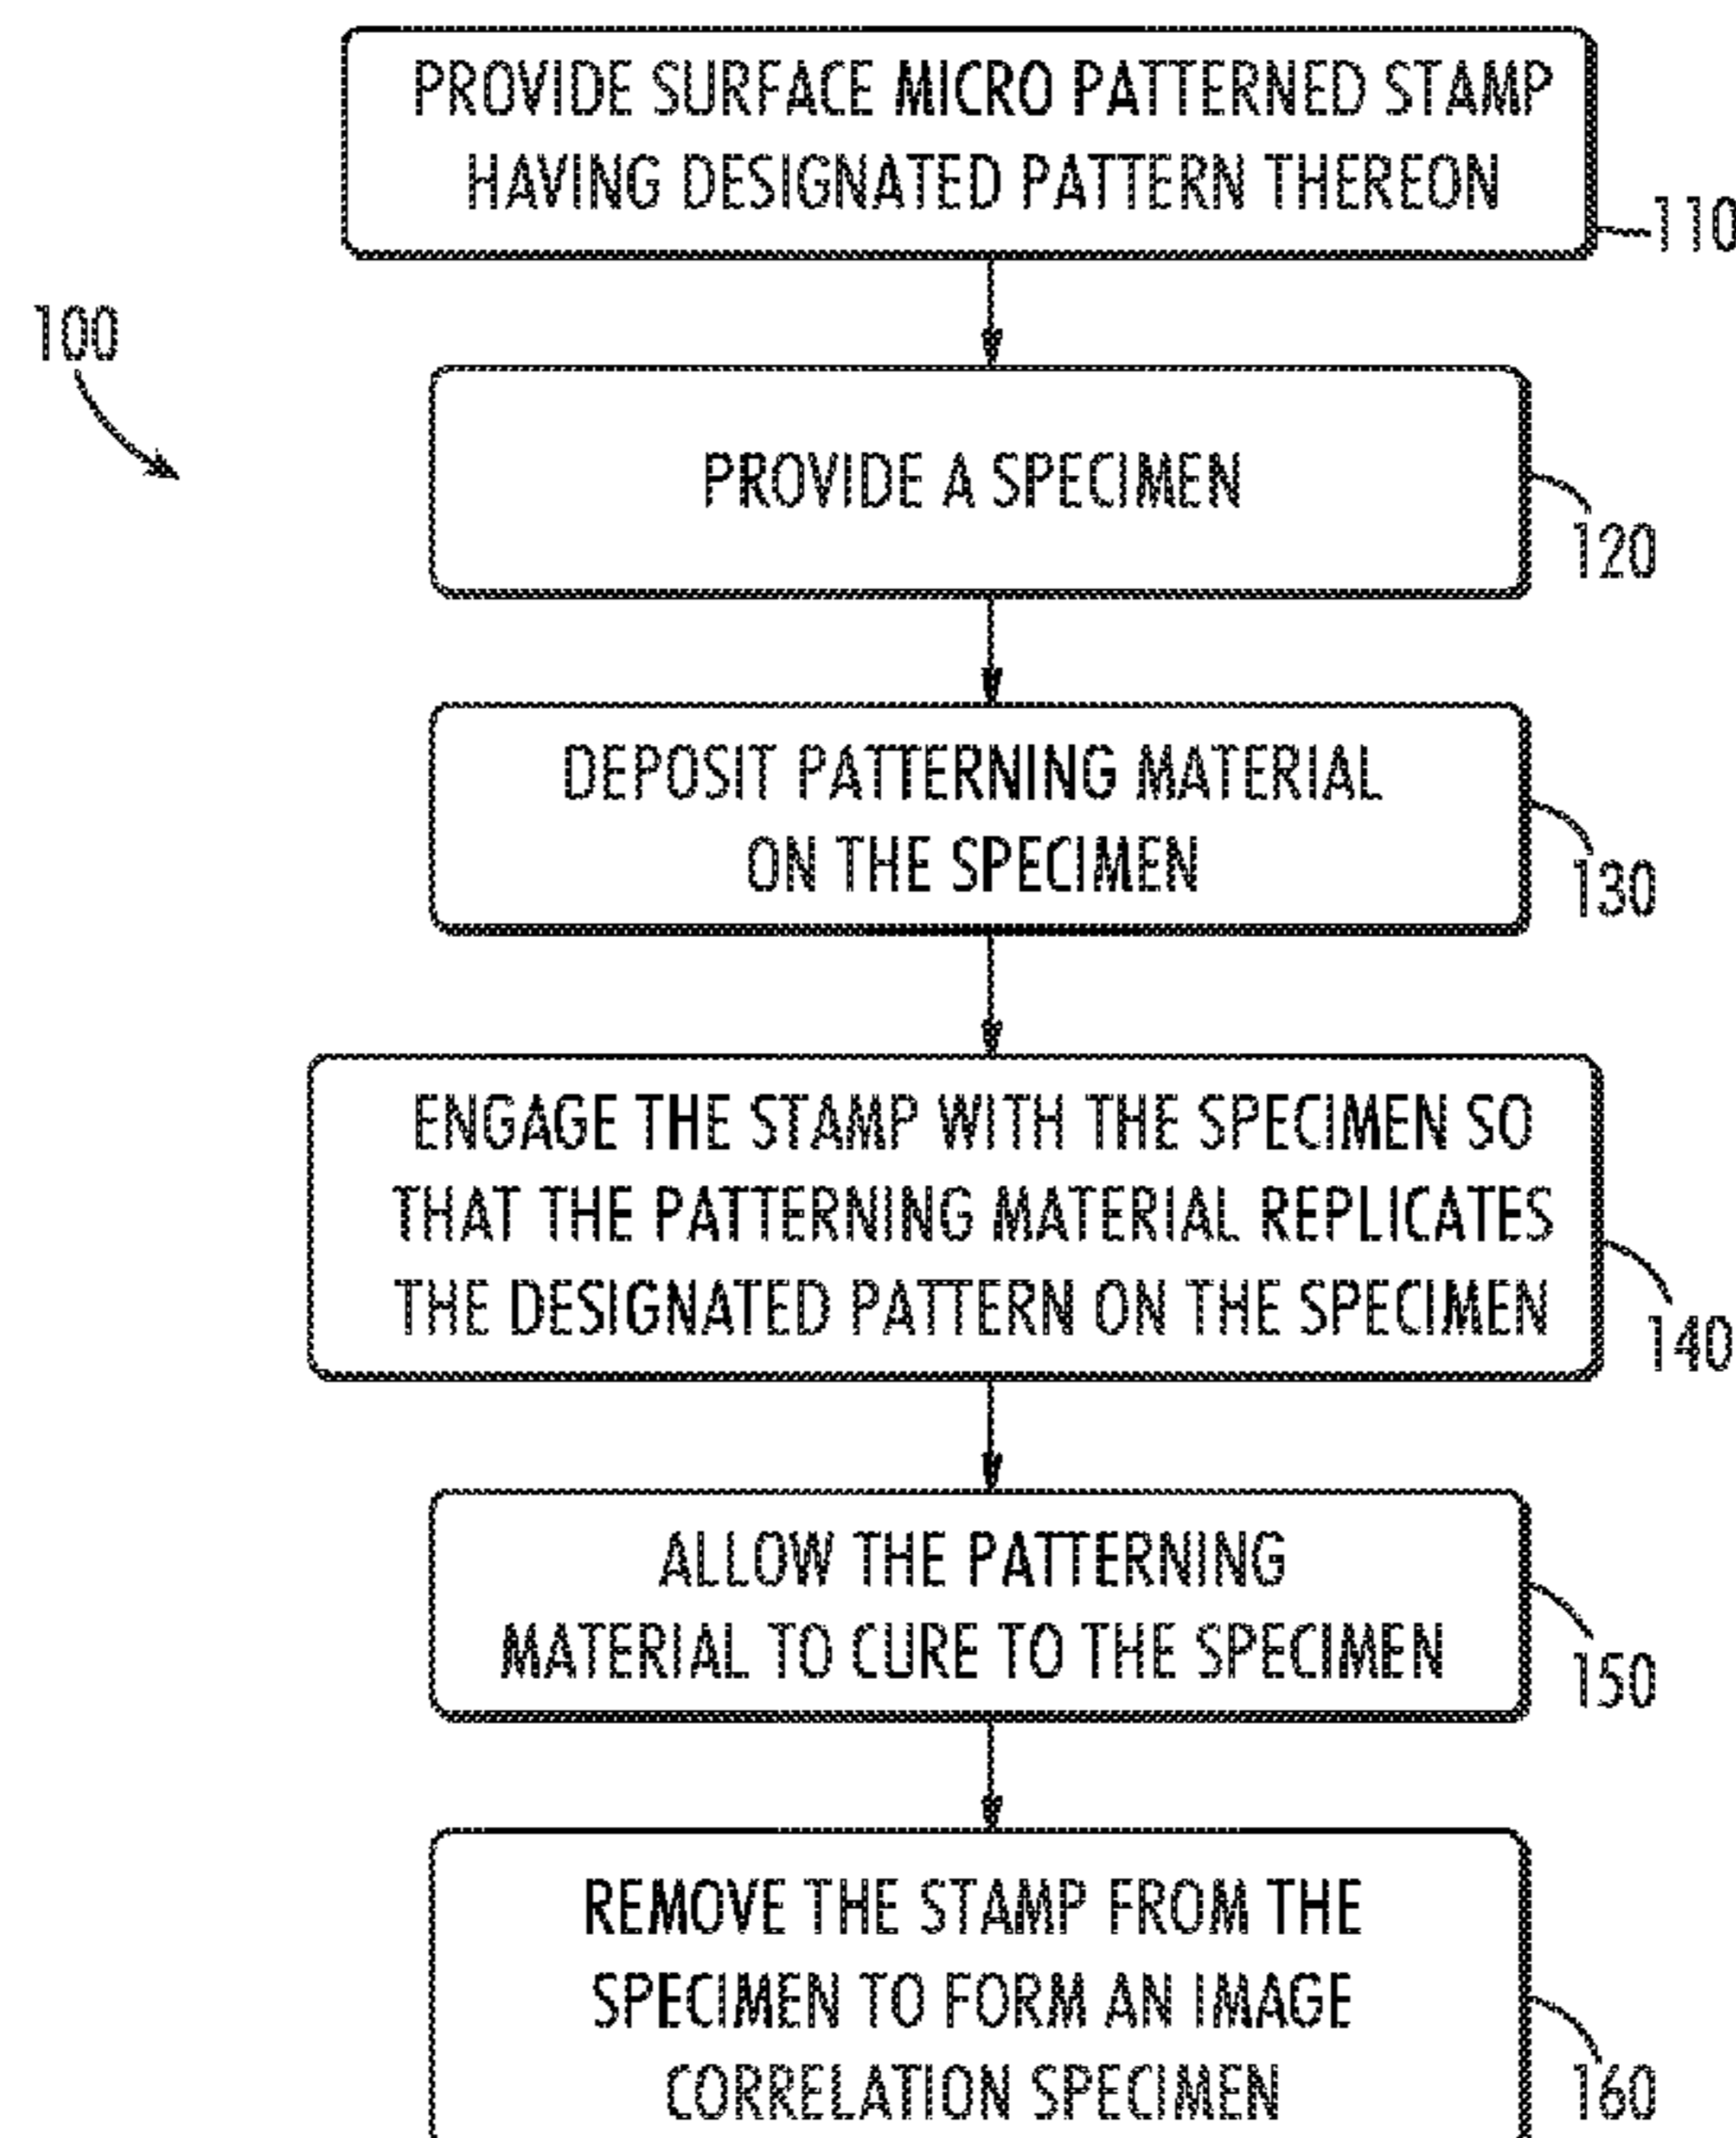 PROVIDE SURFACE MICRO PATTERNED STAMP
HAVING DESIGNATED PATTERN THEREON
110
100
PROVIDE A SPECIMEN
120
DEPOSIT PATTERNING MATERIAL
ON THE SPECIMEN
130
ENGAGE THE STAMP WITH THE SPECIMEN SO
THAT THE PATTERNING MATERIAL REPLICATES
THE DESIGNATED PATTERN ON THE SPECIMEN
140
ALLOW THE PATTERNING
MATERIAL TO CURE TO THE SPECIMEN
150
REMOVE THE STAMP FROM THE
SPECIMEN TO FORM AN IMAGE
CORRELATION SPECIMEN
160